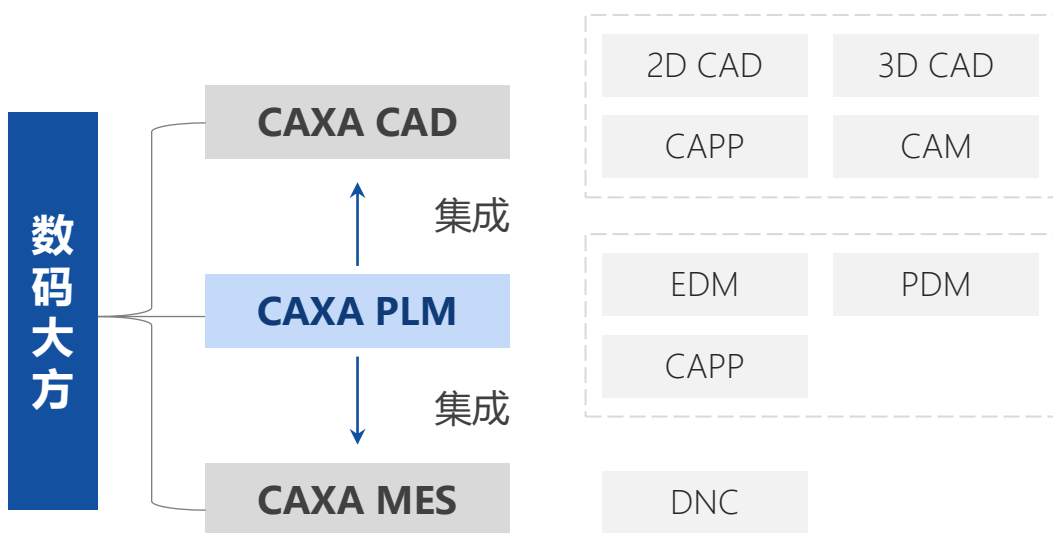 数码大方
CAXA CAD
集成
CAXA PLM
集成
CAXA MES
2D CAD
3D CAD
CAPP
CAM
EDM
PDM
CAPP
DNC